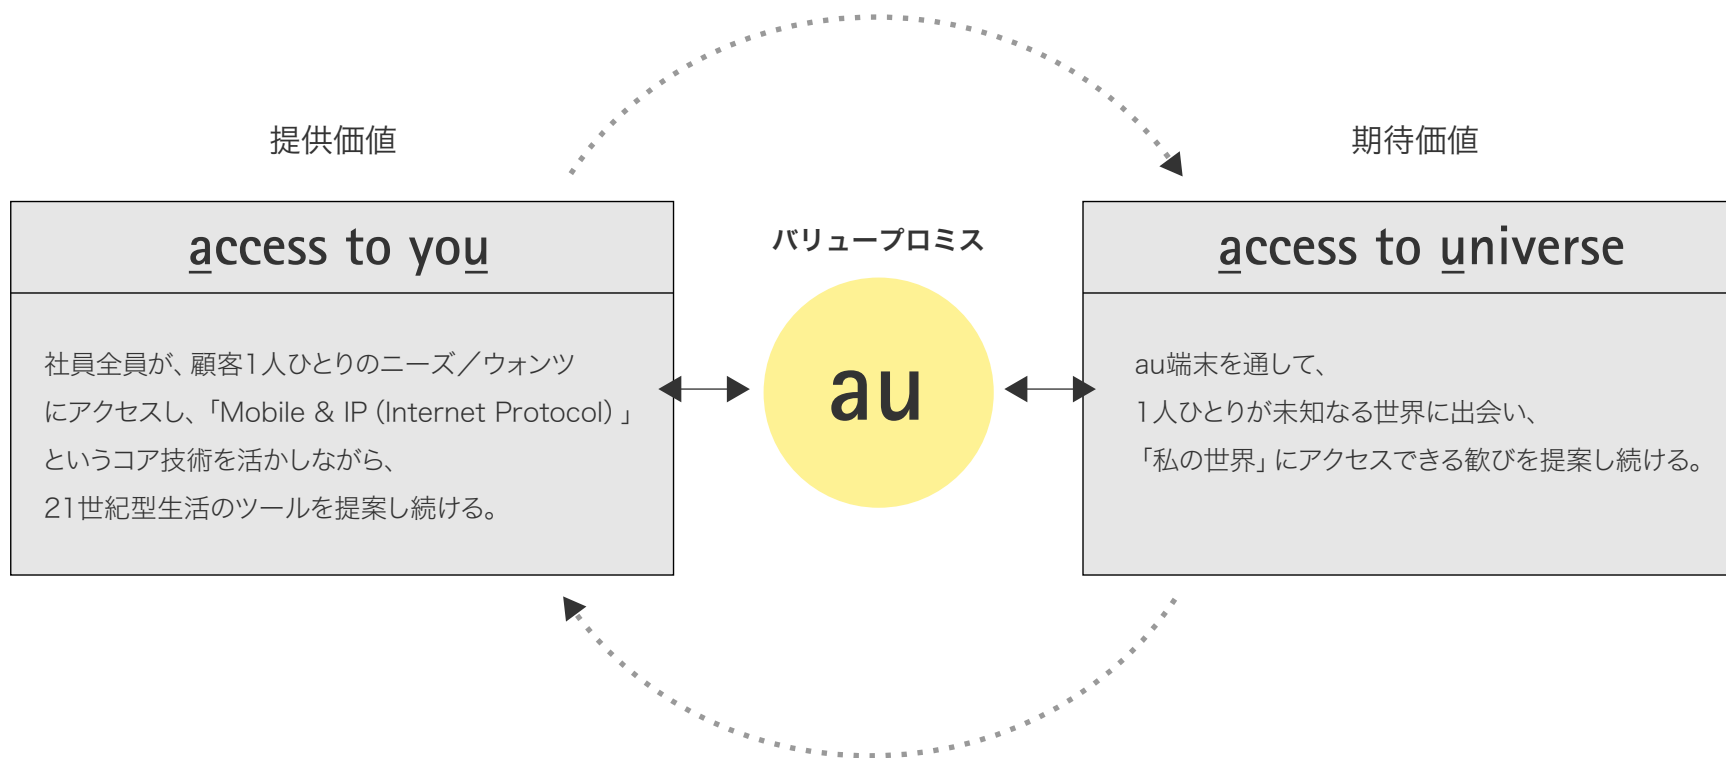 提供価値
access to you
社員全員が、顧客1人ひとりのニーズ／ウォンツ
にアクセスし、「Mobile & IP（Internet Protocol）」
というコア技術を活かしながら、
21世紀型生活のツールを提案し続ける。
バリュープロミス
au
期待価値
access to universe
au端末を通して、
1人ひとりが未知なる世界に出会い、
「私の世界」にアクセスできる歓びを提案し続ける。